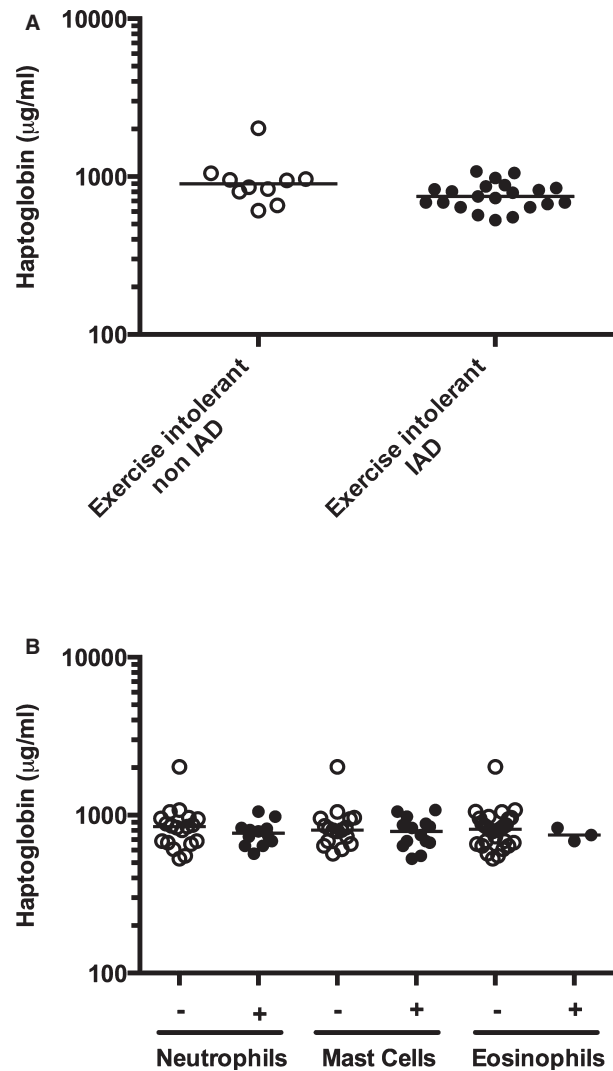 A
10000
1000
100
Haptoglobin (µg/ml)
Exercise intolerant
non IAD
Exercise intolerant
IAD
B
10000
1000
100
Haptoglobin (µg/ml)
- + - + - +
Neutrophils Mast Cells Eosinophils